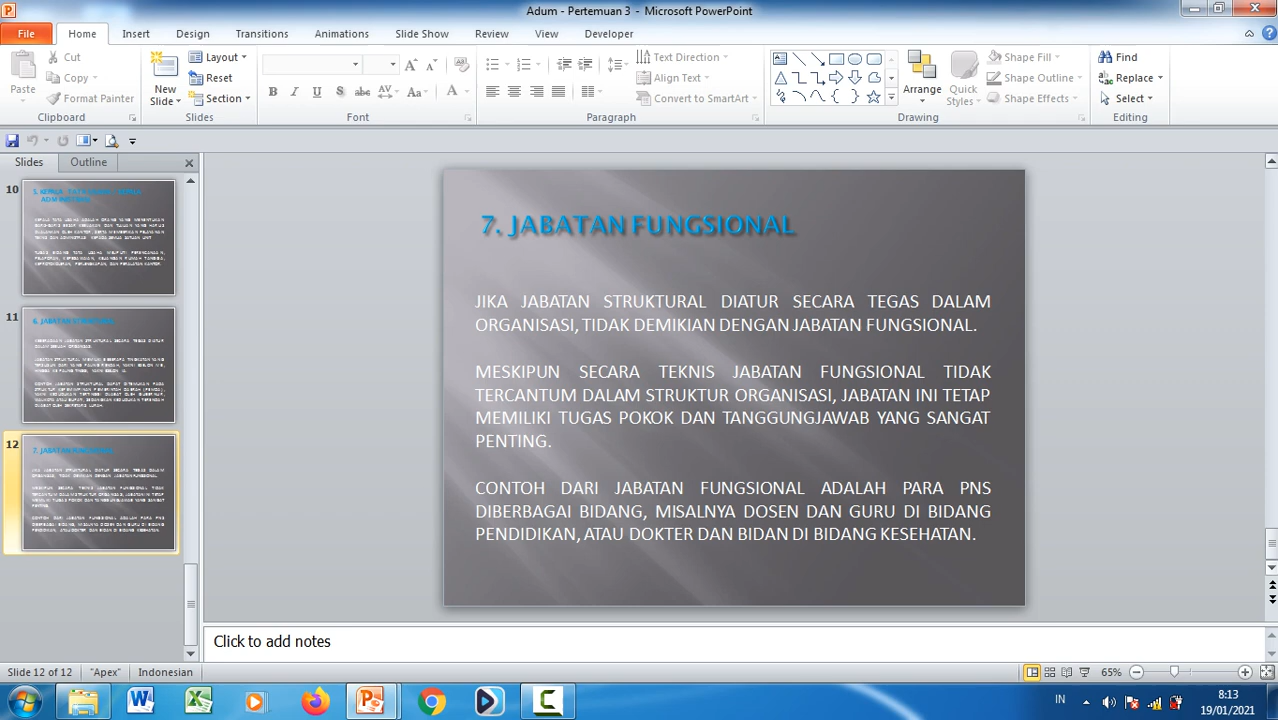 Adum - Pertemuan 3 - Microsoft PowerPoint
File Home Insert Design Transitions Animations Slide Show Review View Developer
Paste
Cut
Copy
Format Painter
Clipboard
New Slide
Layout
Reset
Section
Slides
B I U S abc AV Aa A
Font
Text Direction
Align Text
Convert to SmartArt
Paragraph
Arrange
Quick Styles
Shape Fill
Shape Outline
Shape Effects
Drawing
Find
Replace
Select
Editing
Slides Outline
10
11
12
7. JABATAN FUNGSIONAL
JIKA JABATAN STRUKTURAL DIATUR SECARA TEGAS DALAM
ORGANISASI, TIDAK DEMIKIAN DENGAN JABATAN FUNGSIONAL.
MESKIPUN SECARA TEKNIS JABATAN FUNGSIONAL TIDAK
TERCANTUM DALAM STRUKTUR ORGANISASI, JABATAN INI TETAP
MEMILIKI TUGAS POKOK DAN TANGGUNGJAWAB YANG SANGAT
PENTING.
CONTOH DARI JABATAN FUNGSIONAL ADALAH PARA PNS
DIBERBAGAI BIDANG, MISALNYA DOSEN DAN GURU DI BIDANG
PENDIDIKAN, ATAU DOKTER DAN BIDAN DI BIDANG KESEHATAN.
Click to add notes
Slide 12 of 12 "Apex" Indonesian 65%
IN 8:13
19/01/2021